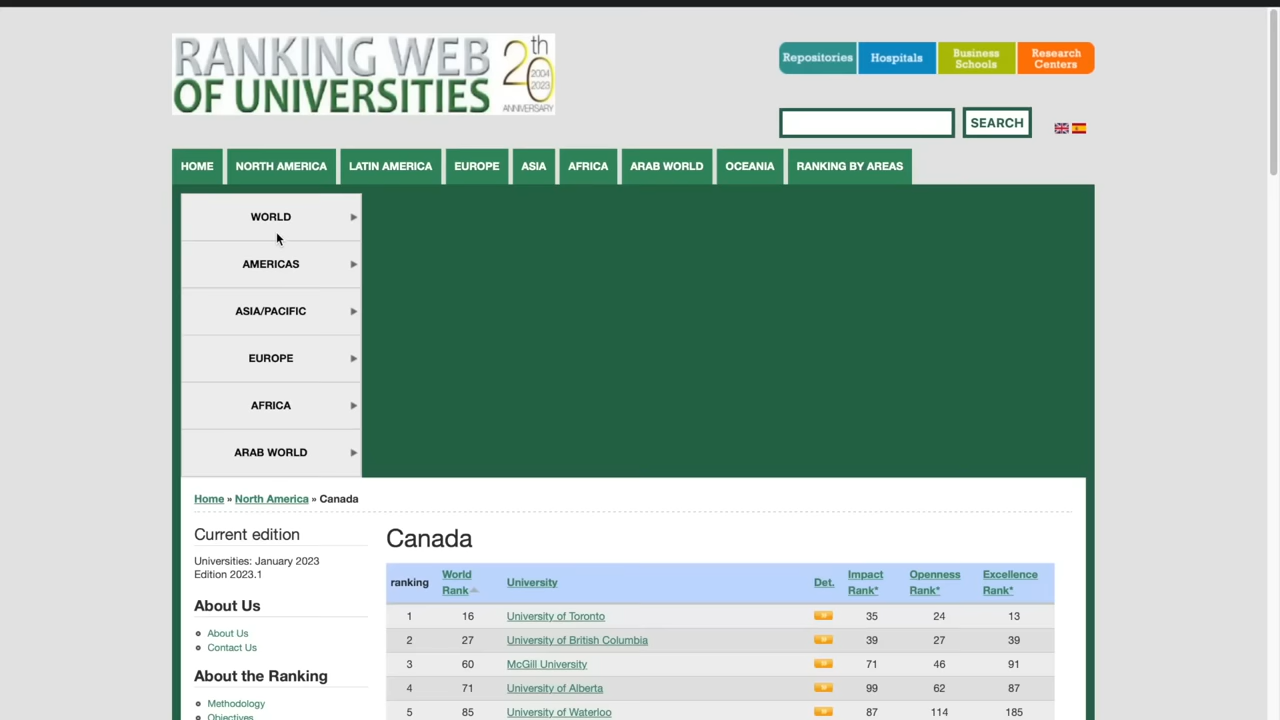 RANKING WEB
OF UNIVERSITIES
20th
2004
2023
ANNIVERSARY
Repositories
Hospitals
Business
Schools
Research
Centers
SEARCH
HOME
NORTH AMERICA
LATIN AMERICA
EUROPE
ASIA
AFRICA
ARAB WORLD
OCEANIA
RANKING BY AREAS
WORLD
AMERICAS
ASIA/PACIFIC
EUROPE
AFRICA
ARAB WORLD
Home » North America » Canada
Current edition
Universities: January 2023
Edition 2023.1
About Us
About Us
Contact Us
About the Ranking
Methodology
Objectives
Canada
ranking World Rank University Det. Impact Rank* Openness Rank* Excellence Rank*
1 16 University of Toronto 35 24 13
2 27 University of British Columbia 39 27 39
3 60 McGill University 71 46 91
4 71 University of Alberta 99 62 87
5 85 University of Waterloo 87 114 185